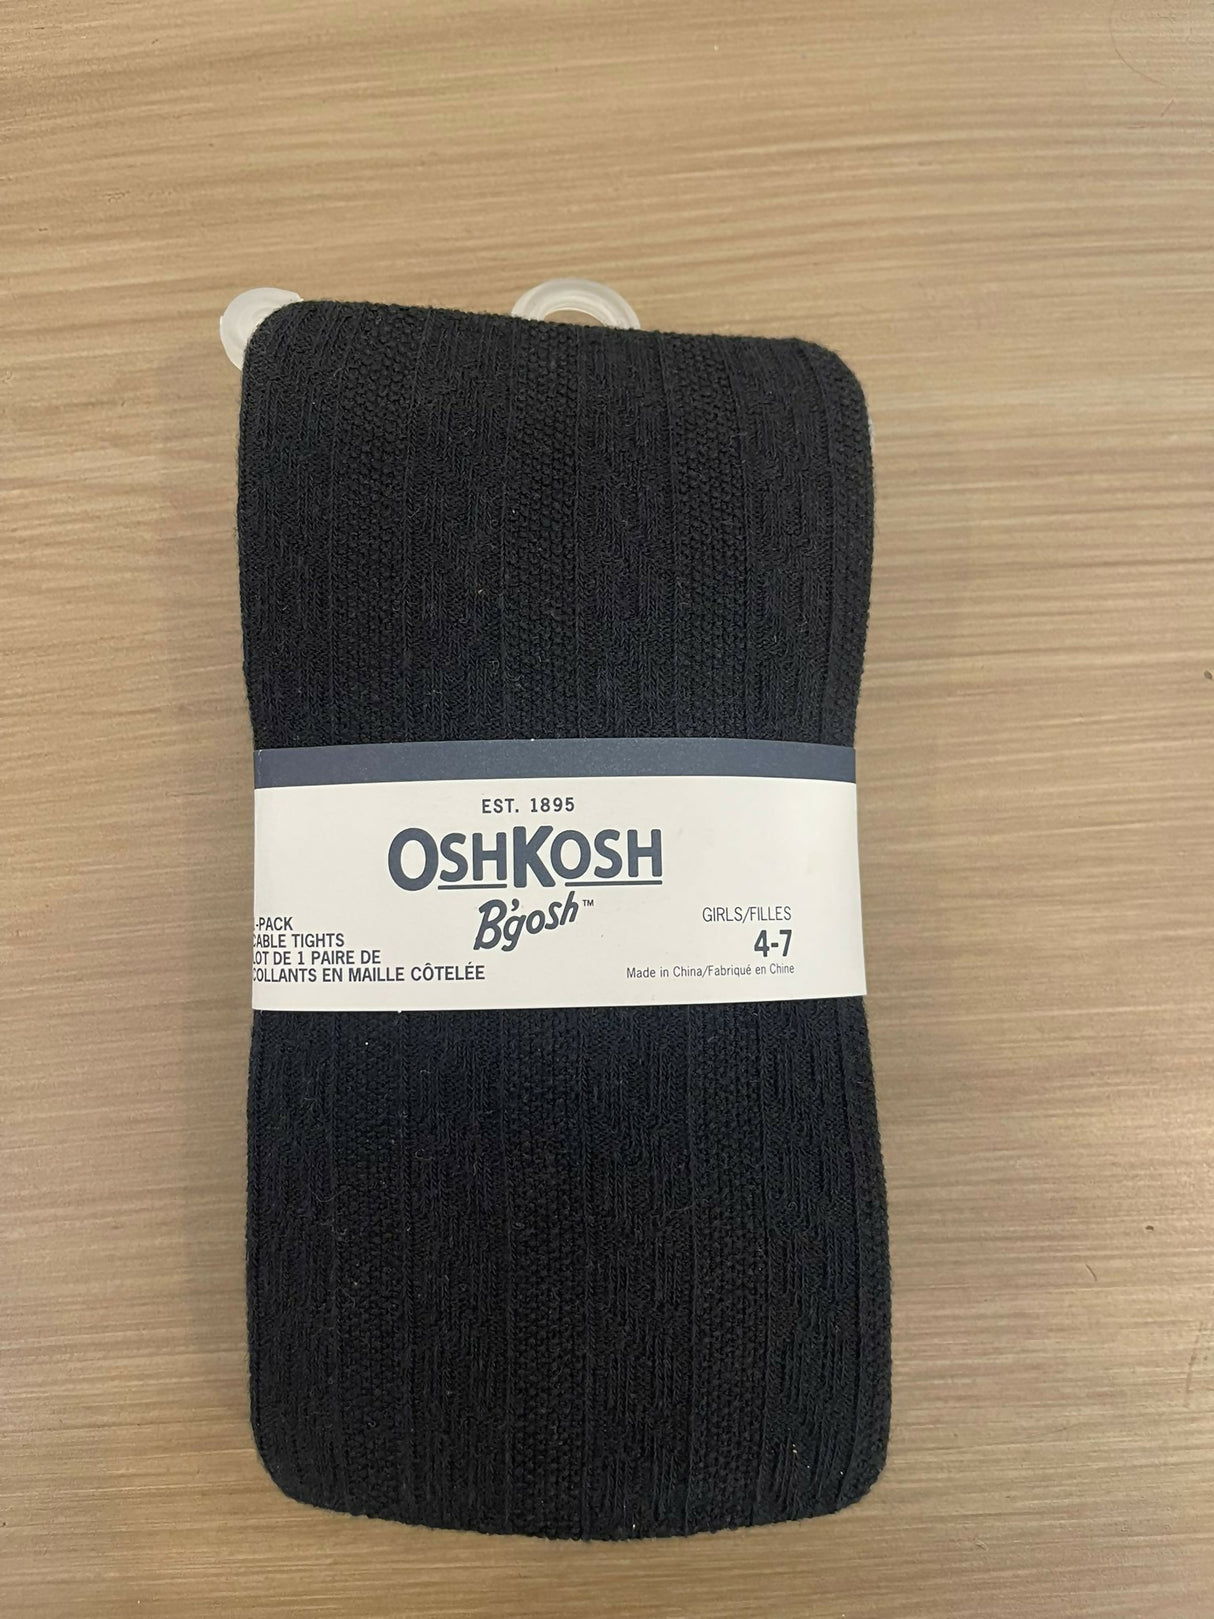 EST. 1895
OSHKOSH
B'gosh™
-PACK
CABLE TIGHTS
LOT DE 1 PAIRE DE
COLLANTS EN MAILLE CÔTELÉE
GIRLS/FILLES
4-7
Made in China/Fabriqué en Chine